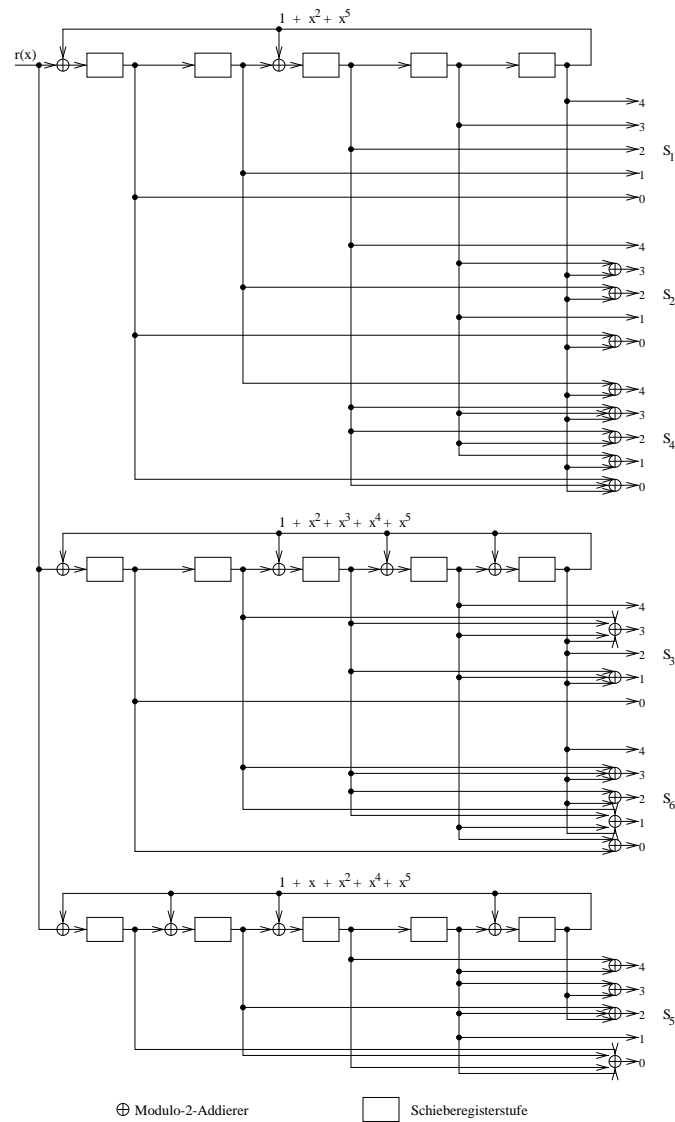 1 + x² + x⁵
r(x)
4
3
2 S₁
1
0
4
3
2 S₂
1
0
4
3
2 S₄
1
0
1 + x² + x³ + x⁴ + x⁵
4
3
2 S₃
1
0
4
3
2 S₆
1
0
1 + x + x² + x⁴ + x⁵
4
3
2 S₅
1
0
⊕ Modulo-2-Addierer Schieberegisterstufe